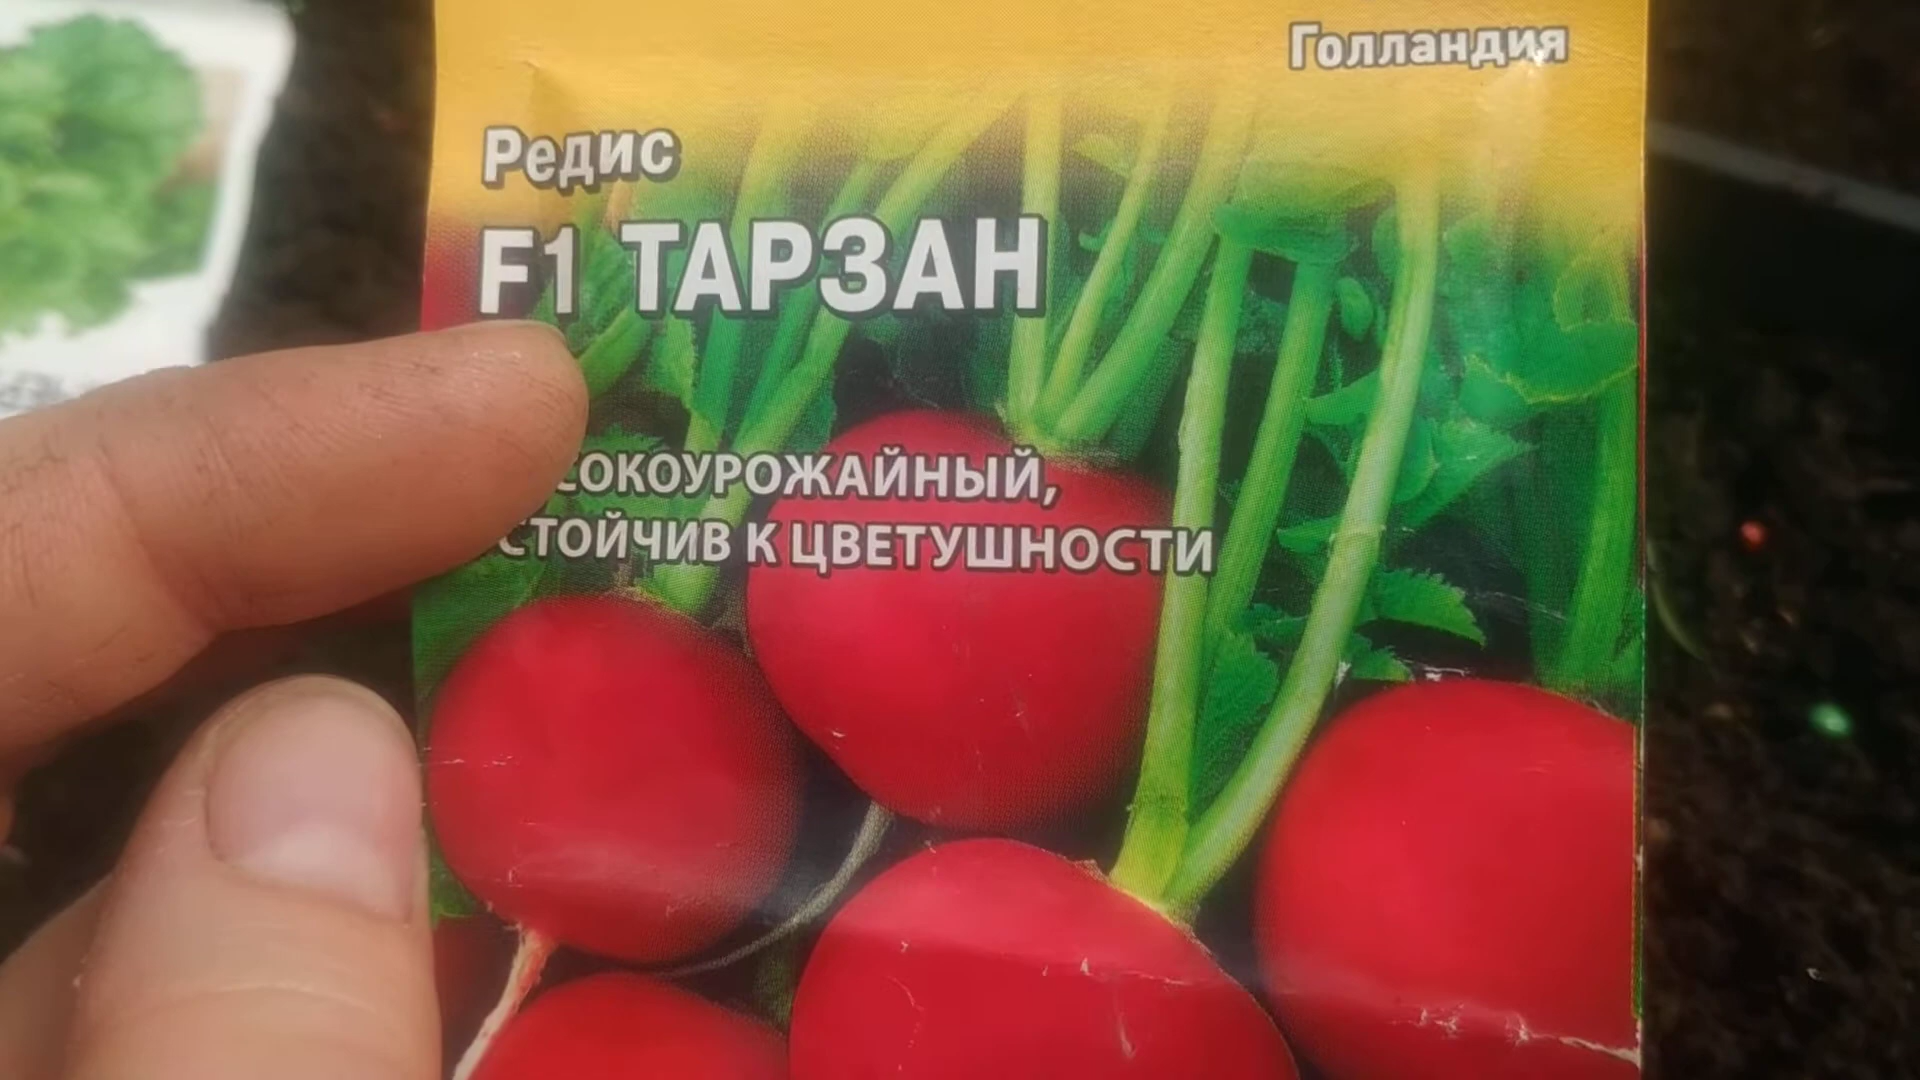 Голландия
Редис
F1 ТАРЗАН
СОКОУРОЖАЙНЫЙ,
СТОЙЧИВ К ЦВЕТУШНОСТИ